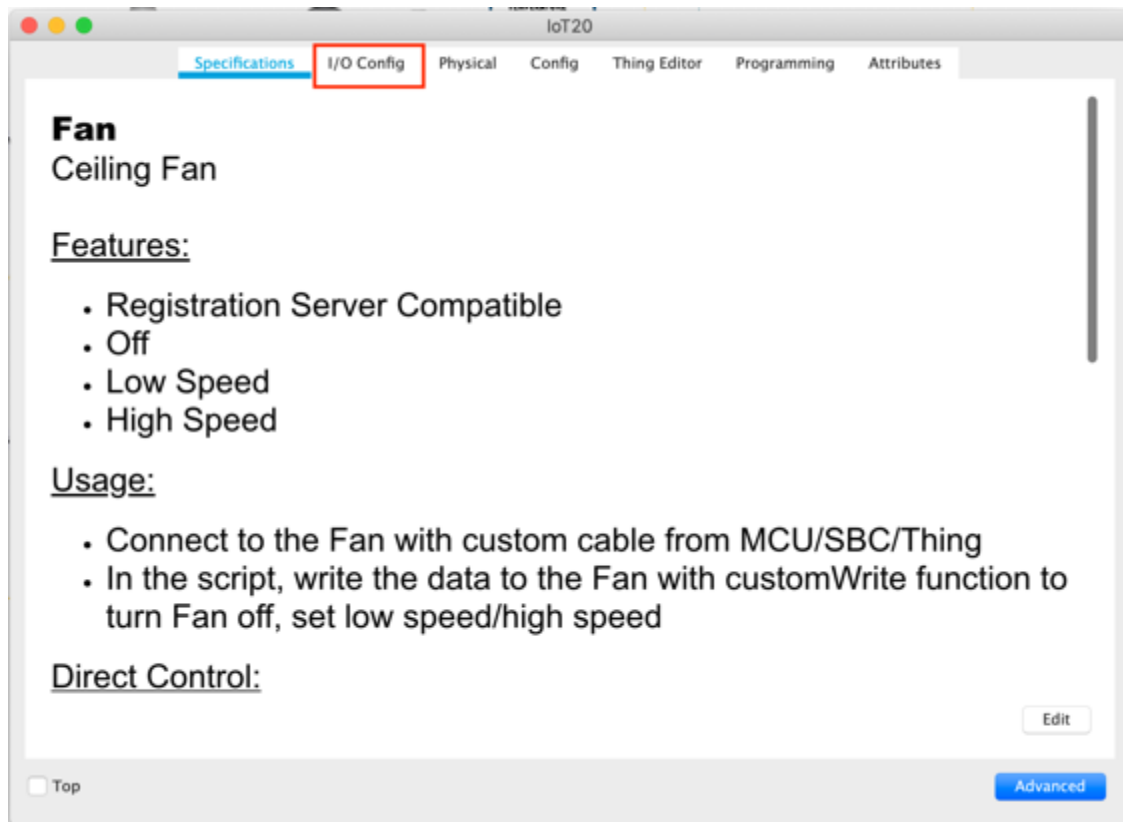 IoT20
Specifications I/O Config Physical Config Thing Editor Programming Attributes
Fan
Ceiling Fan
Features:
• Registration Server Compatible
• Off
• Low Speed
• High Speed
Usage:
• Connect to the Fan with custom cable from MCU/SBC/Thing
• In the script, write the data to the Fan with customWrite function to
turn Fan off, set low speed/high speed
Direct Control:
Edit
Top
Advanced